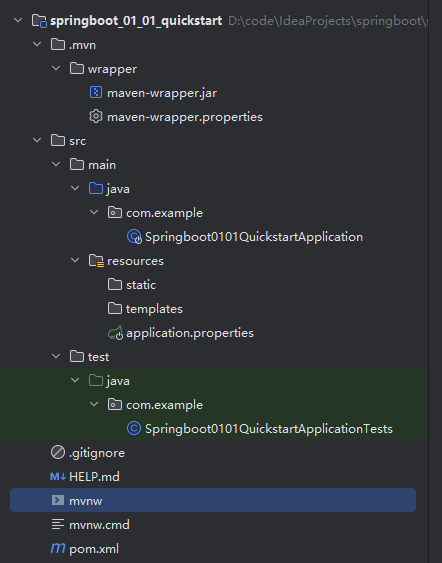 springboot_01_01_quickstart D:\code\IdeaProjects\springboot\
.mvn
wrapper
maven-wrapper.jar
maven-wrapper.properties
src
main
java
com.example
Springboot0101QuickstartApplication
resources
static
templates
application.properties
test
java
com.example
Springboot0101QuickstartApplicationTests
.gitignore
M↓ HELP.md
mvnw
mvnw.cmd
m pom.xml